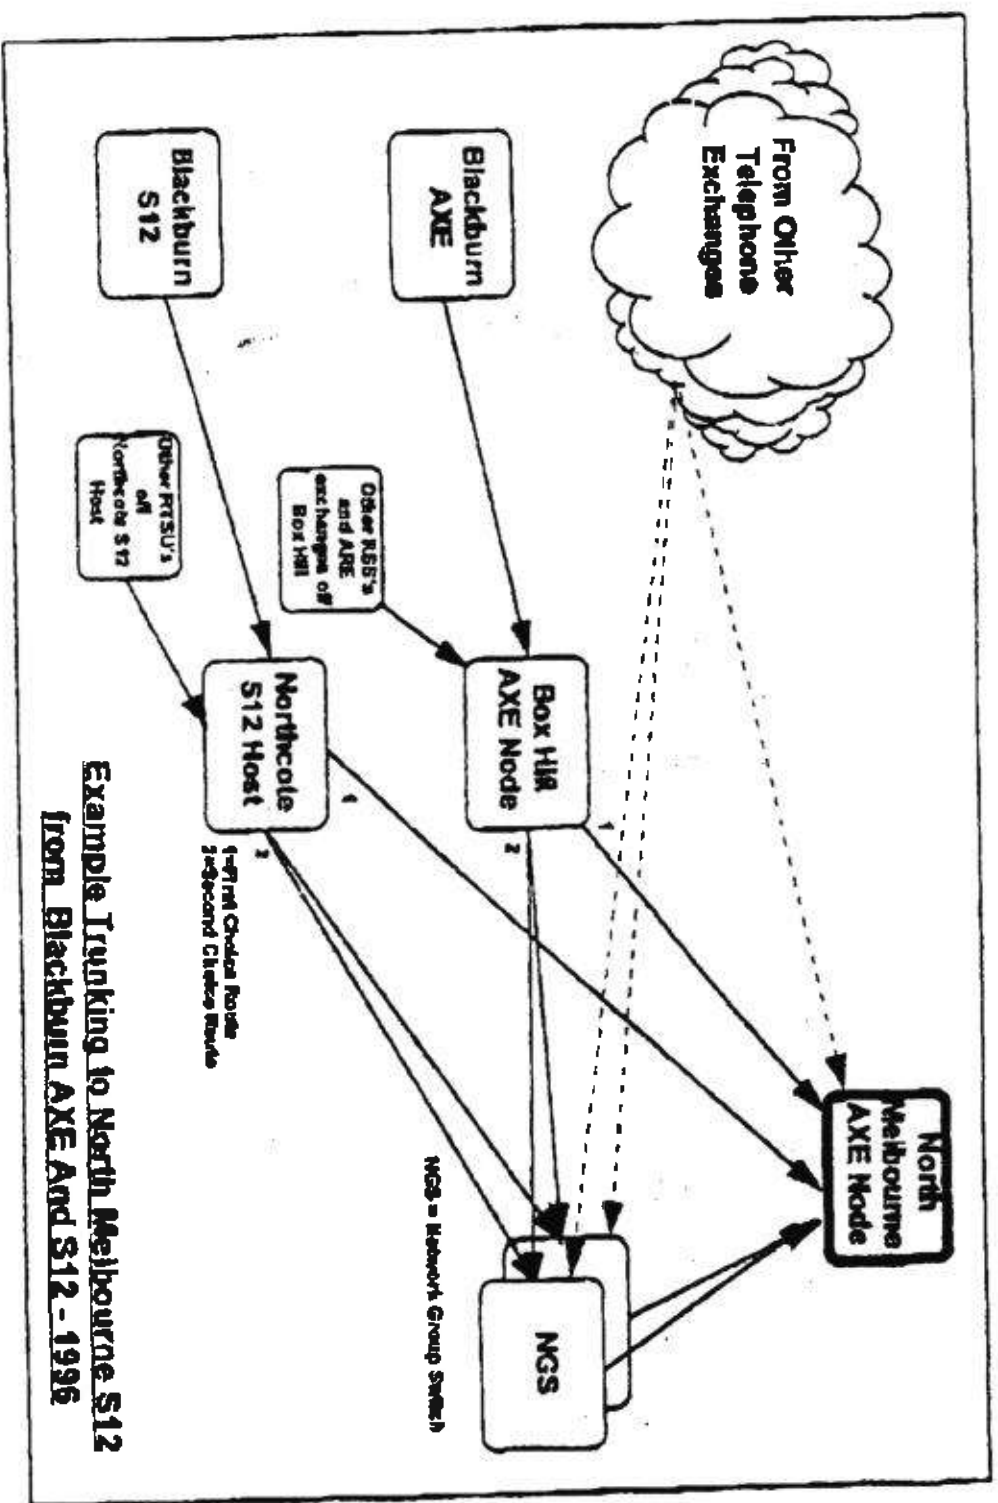 From Other
Telephone
Exchanges
Blackburn
AXE
Blackburn
S12
Other RSS's
and ARE
exchanges off
Box Hill
Other RTSU's
off
Northcote S12
Host
Box Hill
AXE Node
1
2
Northcote
S12 Host
1
2
1=First Choice Route
2=Second Choice Route
North
Melbourne
AXE Node
NGS
NGS = Network Group Switch
Example Trunking to North Melbourne S12
from Blackburn AXE And S12 - 1996